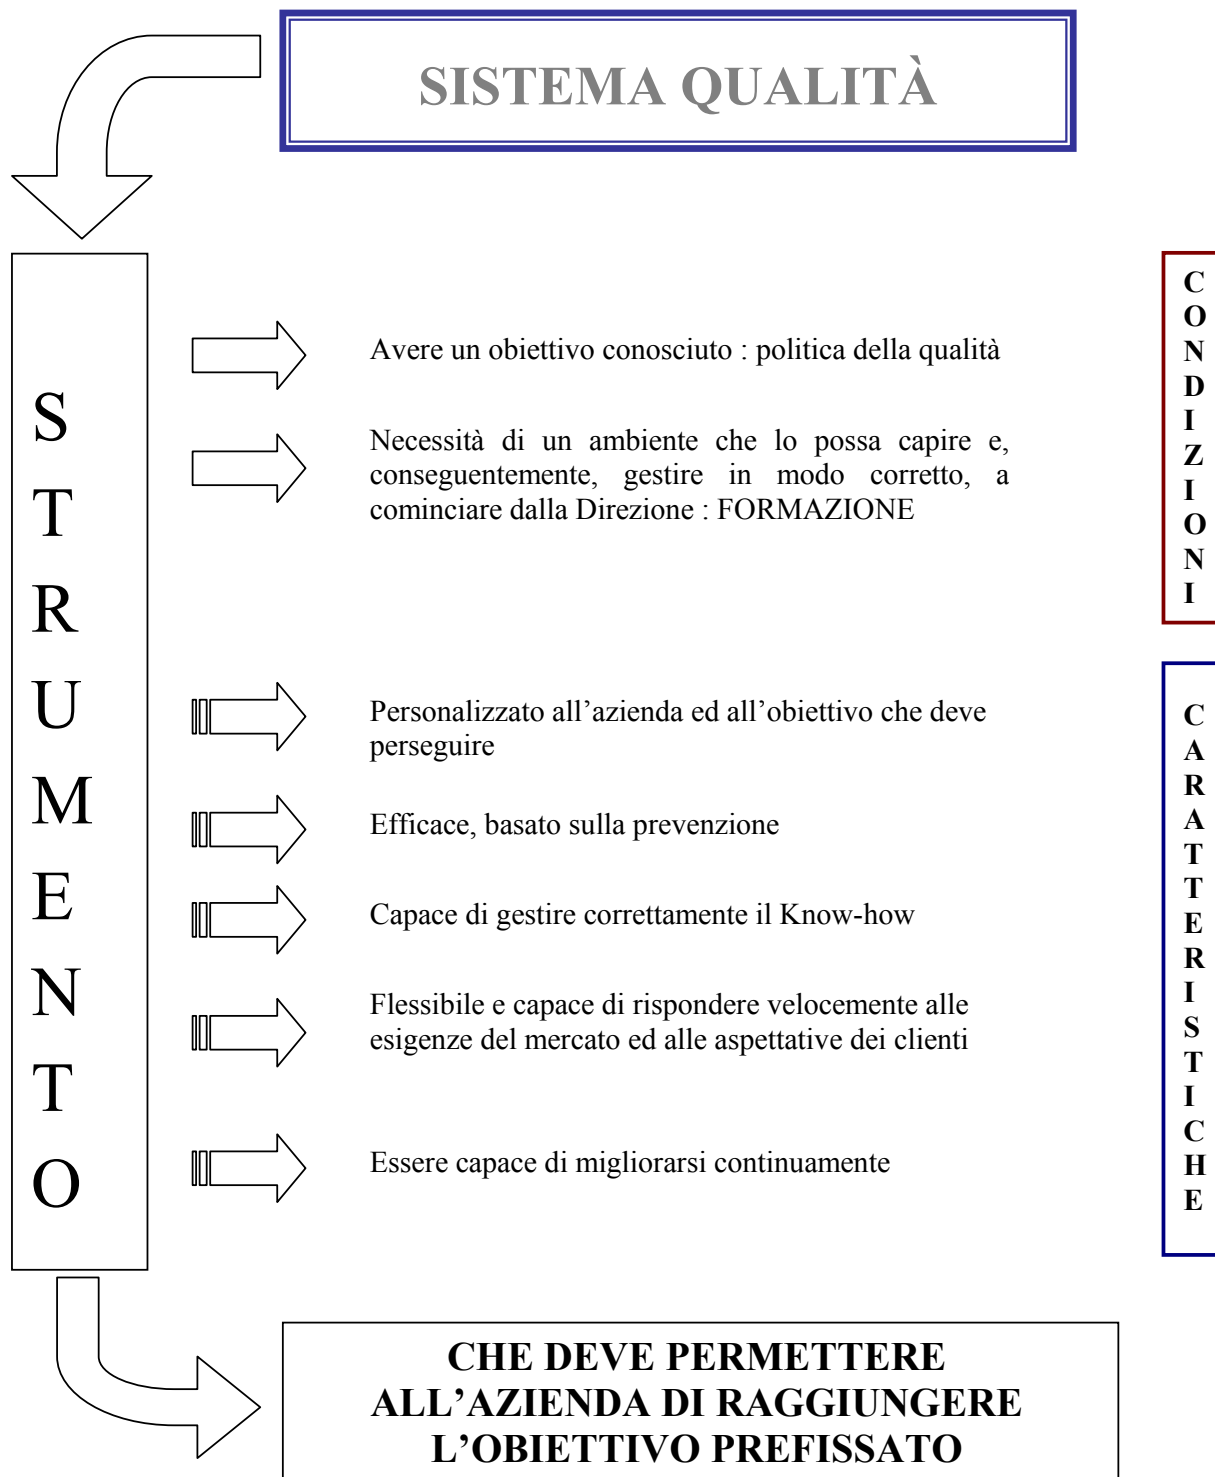 SISTEMA QUALITÀ
STRUMENTO
Avere un obiettivo conosciuto : politica della qualità
Necessità di un ambiente che lo possa capire e,
conseguentemente, gestire in modo corretto, a
cominciare dalla Direzione : FORMAZIONE
CONDIZIONI
Personalizzato all’azienda ed all’obiettivo che deve
perseguire
Efficace, basato sulla prevenzione
Capace di gestire correttamente il Know-how
Flessibile e capace di rispondere velocemente alle
esigenze del mercato ed alle aspettative dei clienti
Essere capace di migliorarsi continuamente
CARATTERISTICHE
CHE DEVE PERMETTERE
ALL’AZIENDA DI RAGGIUNGERE
L’OBIETTIVO PREFISSATO